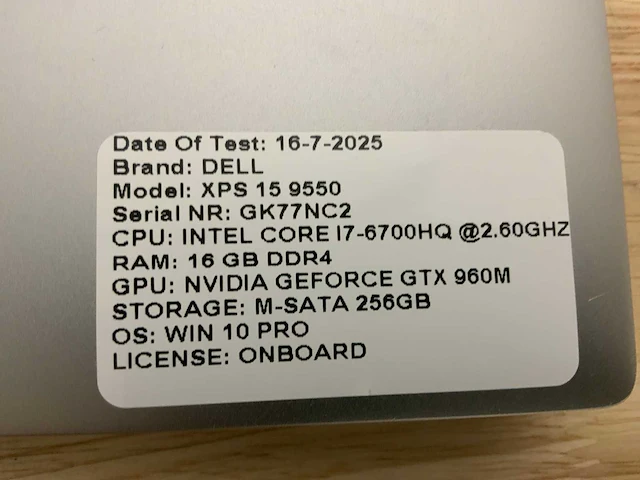 Date Of Test: 16-7-2025
Brand: DELL
Model: XPS 15 9550
Serial NR: GK77NC2
CPU: INTEL CORE I7-6700HQ @2.60GHZ
RAM: 16 GB DDR4
GPU: NVIDIA GEFORCE GTX 960M
STORAGE: M-SATA 256GB
OS: WIN 10 PRO
LICENSE: ONBOARD